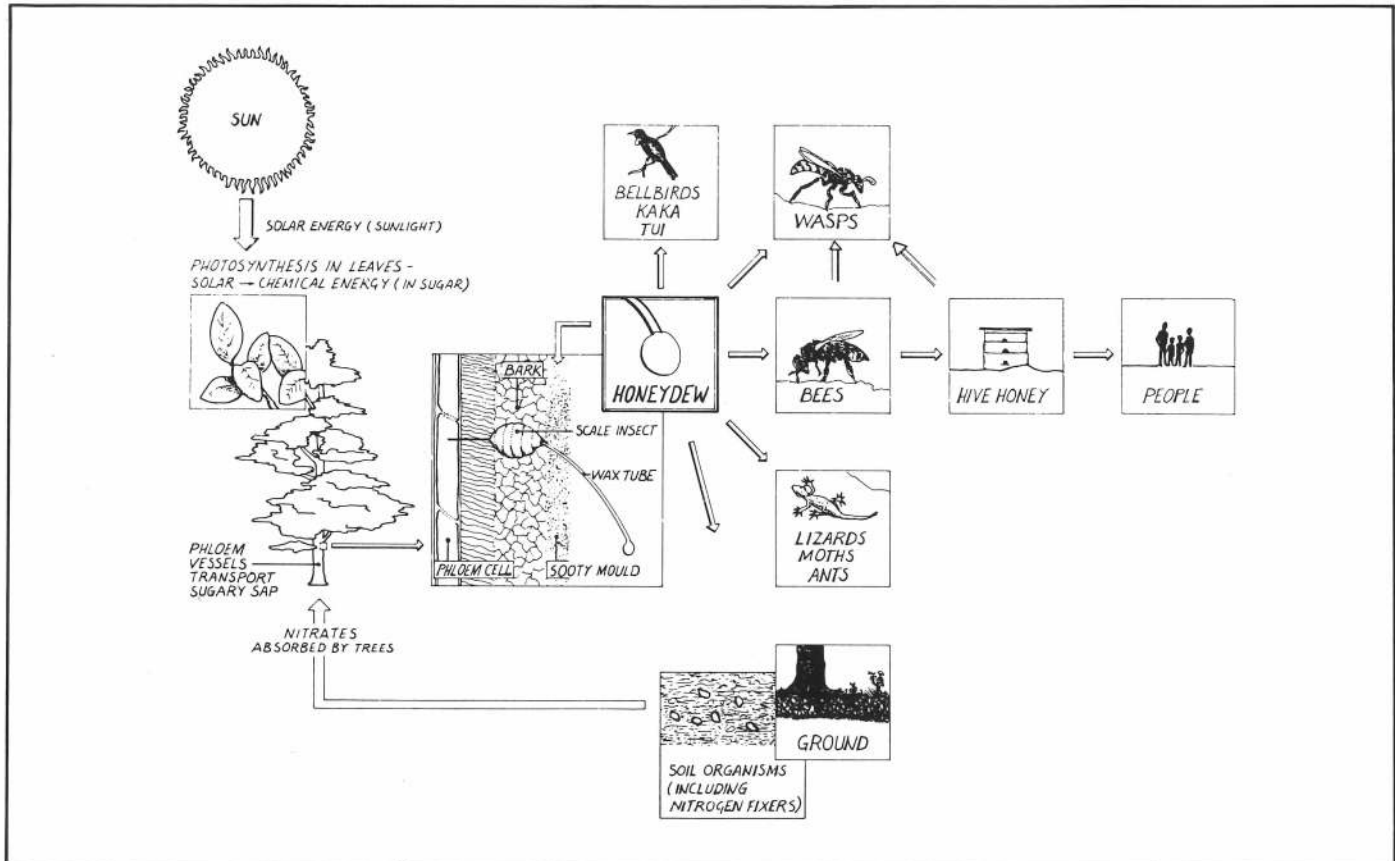 SUN
SOLAR ENERGY (SUNLIGHT)
PHOTOSYNTHESIS IN LEAVES -
SOLAR → CHEMICAL ENERGY (IN SUGAR)
BELLBIRDS
KAKA
TUI
WASPS
BARK
SCALE INSECT
WAX TUBE
PHLOEM CELL
SOOTY MOULD
HONEYDEW
BEES
HIVE HONEY
PEOPLE
LIZARDS
MOTHS
ANTS
PHLOEM
VESSELS
TRANSPORT
SUGARY SAP
NITRATES
ABSORBED BY TREES
GROUND
SOIL ORGANISMS
(INCLUDING
NITROGEN FIXERS)